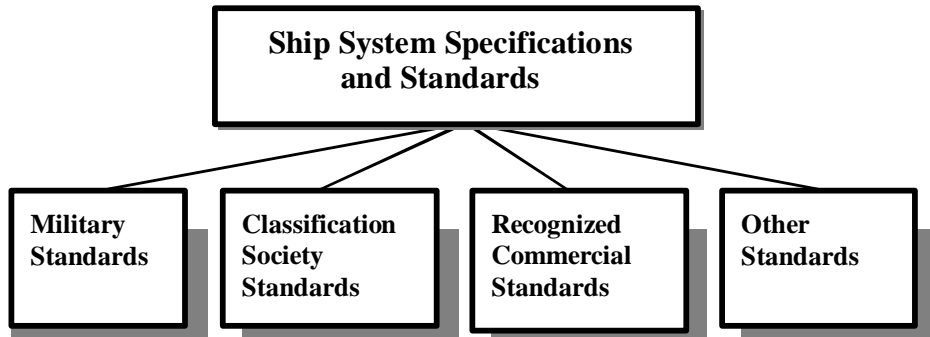 Ship System Specifications
and Standards
Military
Standards
Classification
Society
Standards
Recognized
Commercial
Standards
Other
Standards